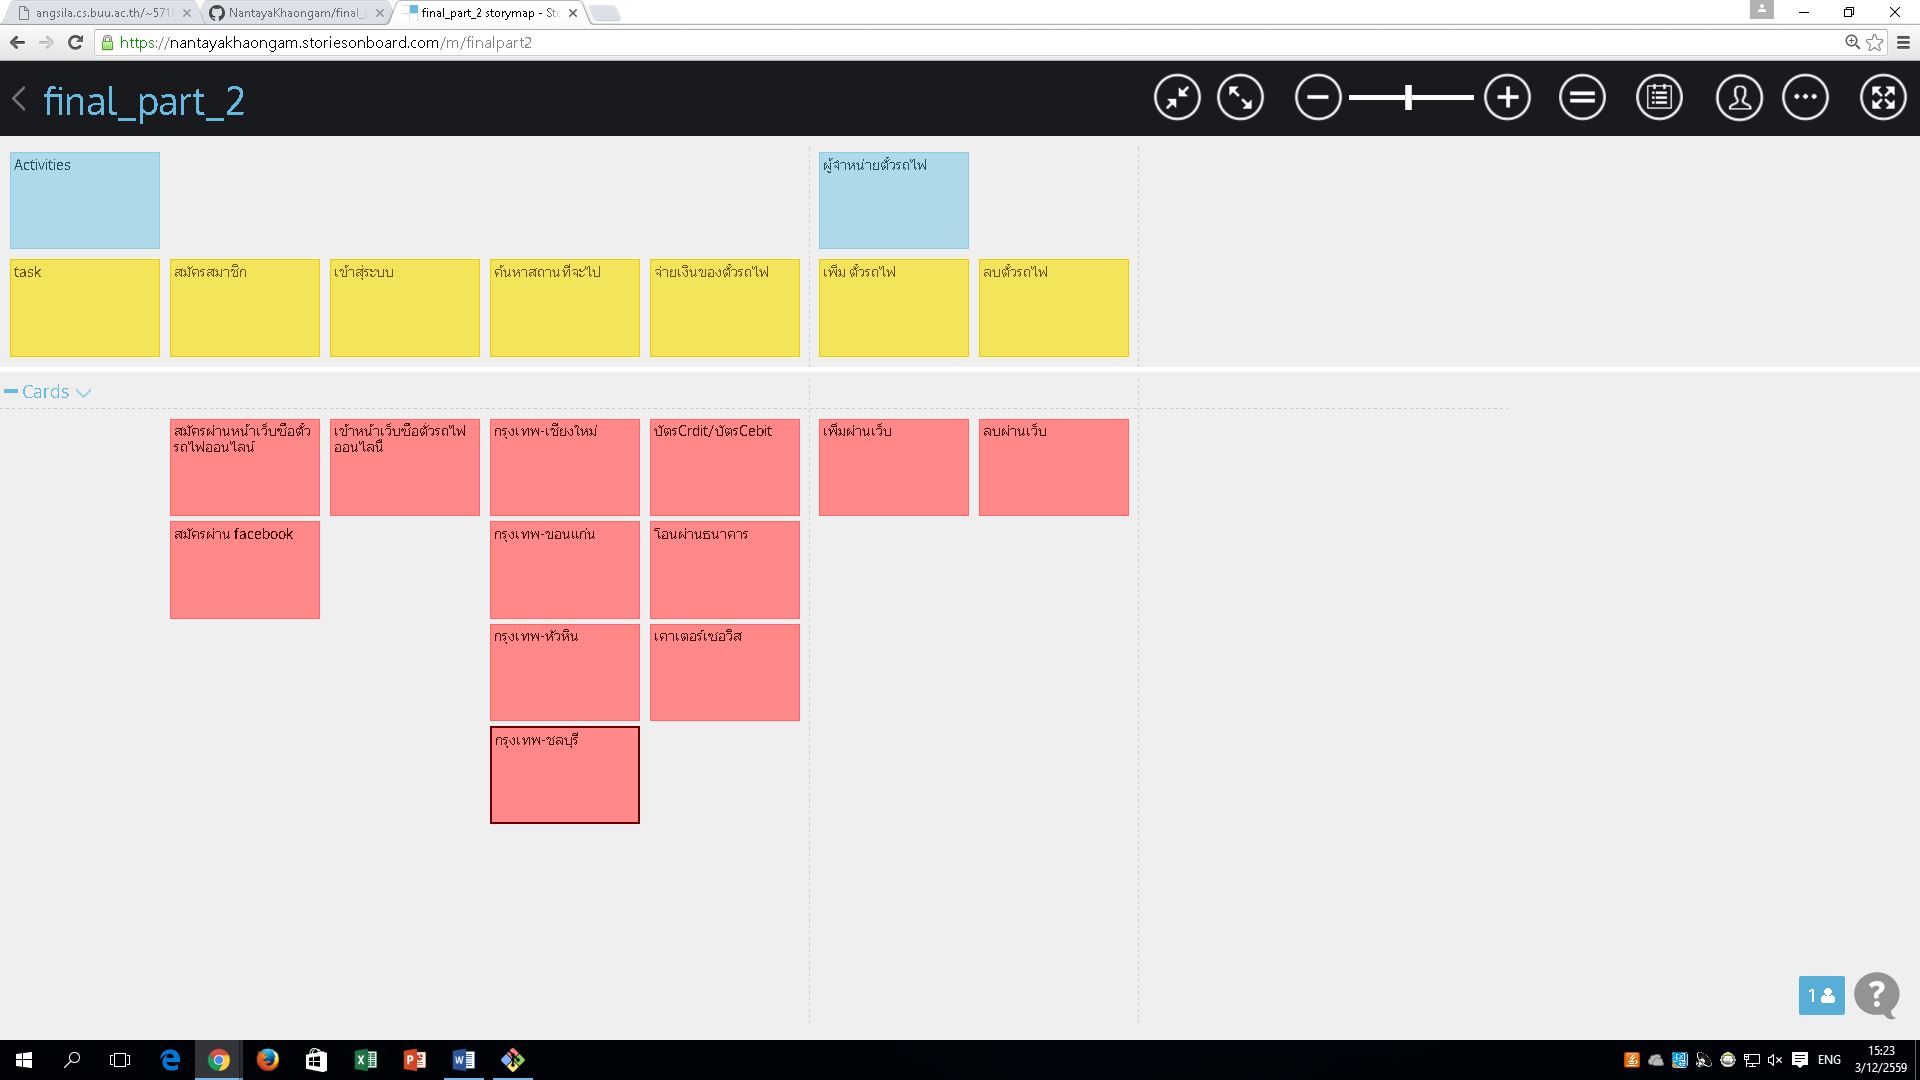 angsila.cs.buu.ac.th/~571
NantayaKhaongam/final_
final_part_2 storymap - Sto
https://nantayakhaongam.storiesonboard.com/m/finalpart2
final_part_2
Activities
ผู้จำหน่ายตั๋วรถไฟ
task
สมัครสมาชิก
เข้าสู่ระบบ
ค้นหาสถานที่จะไป
จ่ายเงินของตั๋วรถไฟ
เพิ่ม ตั๋วรถไฟ
ลบตั๋วรถไฟ
Cards
สมัครผ่านหน้าเว็บซื้อตั๋ว
รถไฟออนไลน์
เข้าหน้าเว็บซื้อตั๋วรถไฟ
กรุงเทพ-เชียงใหม่
บัตรCrdit/บัตรCebit
เพิ่มผ่านเว็บ
ลบผ่านเว็บ
สมัครผ่าน facebook
กรุงเทพ-ขอนแก่น
โอนผ่านธนาคาร
กรุงเทพ-หัวหิน
เคาเตอร์เซอวิส
กรุงเทพ-ชลบุรี
1
?
ENG
15:23
3/12/2559